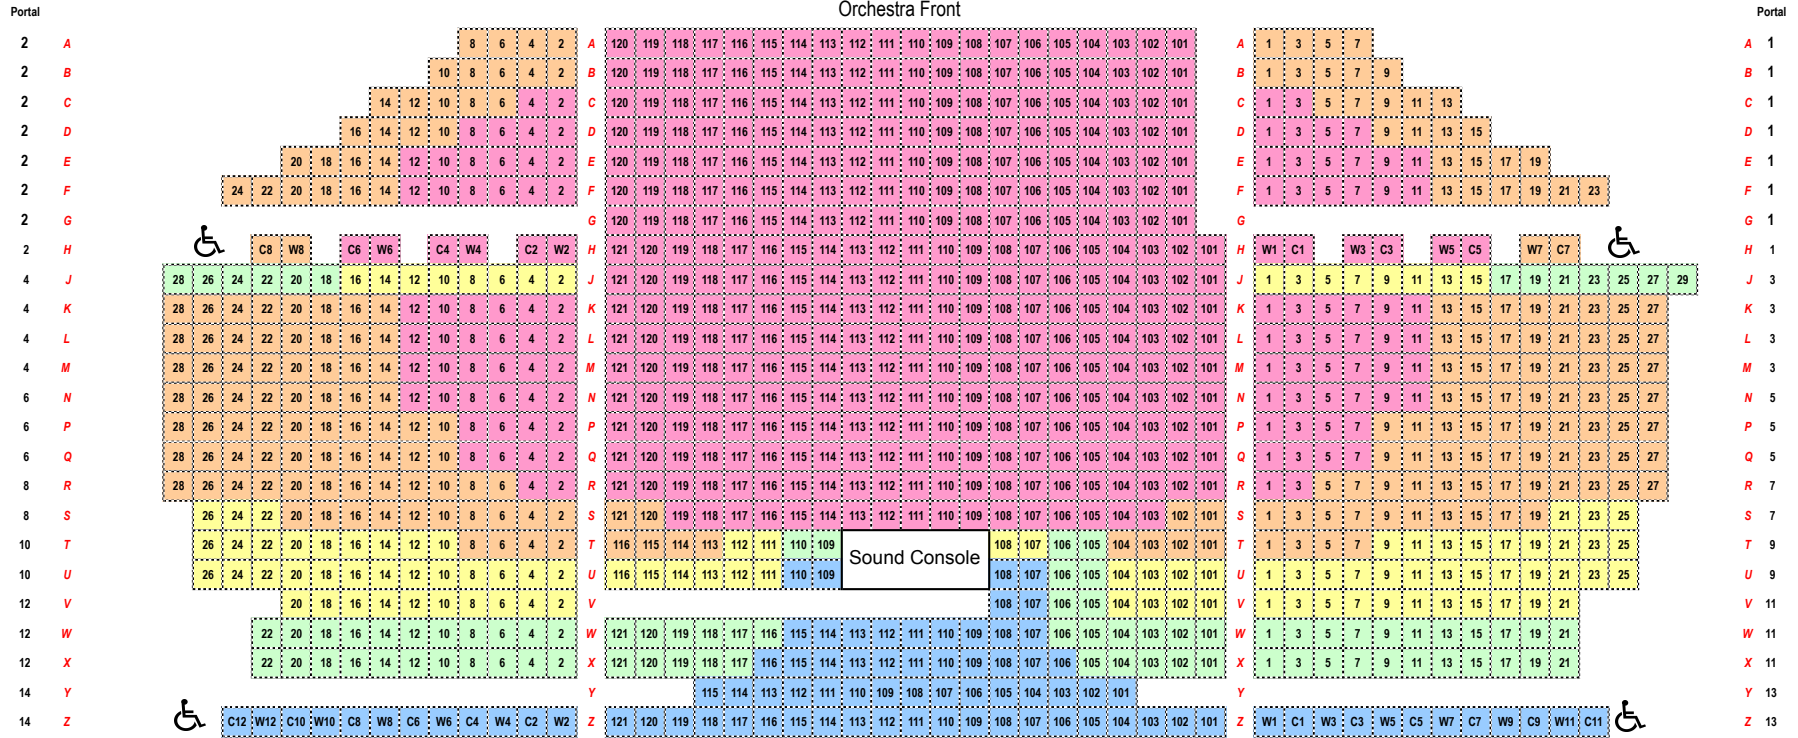 Orchestra Front
Portal Portal
2 A 8 6 4 2 A 120 119 118 117 116 115 114 113 112 111 110 109 108 107 106 105 104 103 102 101 A 1 3 5 7 A 1
2 B 10 8 6 4 2 B 120 119 118 117 116 115 114 113 112 111 110 109 108 107 106 105 104 103 102 101 B 1 3 5 7 9 B 1
2 C 14 12 10 8 6 4 2 C 120 119 118 117 116 115 114 113 112 111 110 109 108 107 106 105 104 103 102 101 C 1 3 5 7 9 11 13 C 1
2 D 16 14 12 10 8 6 4 2 D 120 119 118 117 116 115 114 113 112 111 110 109 108 107 106 105 104 103 102 101 D 1 3 5 7 9 11 13 15 D 1
2 E 20 18 16 14 12 10 8 6 4 2 E 120 119 118 117 116 115 114 113 112 111 110 109 108 107 106 105 104 103 102 101 E 1 3 5 7 9 11 13 15 17 19 E 1
2 F 24 22 20 18 16 14 12 10 8 6 4 2 F 120 119 118 117 116 115 114 113 112 111 110 109 108 107 106 105 104 103 102 101 F 1 3 5 7 9 11 13 15 17 19 21 23 F 1
2 G G 120 119 118 117 116 115 114 113 112 111 110 109 108 107 106 105 104 103 102 101 G G 1
2 H C8 W8 C6 W6 C4 W4 C2 W2 H 121 120 119 118 117 116 115 114 113 112 111 110 109 108 107 106 105 104 103 102 101 H W1 C1 W3 C3 W5 C5 W7 C7 H 1
4 J 28 26 24 22 20 18 16 14 12 10 8 6 4 2 J 121 120 119 118 117 116 115 114 113 112 111 110 109 108 107 106 105 104 103 102 101 J 1 3 5 7 9 11 13 15 17 19 21 23 25 27 29 J 3
4 K 28 26 24 22 20 18 16 14 12 10 8 6 4 2 K 121 120 119 118 117 116 115 114 113 112 111 110 109 108 107 106 105 104 103 102 101 K 1 3 5 7 9 11 13 15 17 19 21 23 25 27 K 3
4 L 28 26 24 22 20 18 16 14 12 10 8 6 4 2 L 121 120 119 118 117 116 115 114 113 112 111 110 109 108 107 106 105 104 103 102 101 L 1 3 5 7 9 11 13 15 17 19 21 23 25 27 L 3
4 M 28 26 24 22 20 18 16 14 12 10 8 6 4 2 M 121 120 119 118 117 116 115 114 113 112 111 110 109 108 107 106 105 104 103 102 101 M 1 3 5 7 9 11 13 15 17 19 21 23 25 27 M 3
6 N 28 26 24 22 20 18 16 14 12 10 8 6 4 2 N 121 120 119 118 117 116 115 114 113 112 111 110 109 108 107 106 105 104 103 102 101 N 1 3 5 7 9 11 13 15 17 19 21 23 25 27 N 5
6 P 28 26 24 22 20 18 16 14 12 10 8 6 4 2 P 121 120 119 118 117 116 115 114 113 112 111 110 109 108 107 106 105 104 103 102 101 P 1 3 5 7 9 11 13 15 17 19 21 23 25 27 P 5
6 Q 28 26 24 22 20 18 16 14 12 10 8 6 4 2 Q 121 120 119 118 117 116 115 114 113 112 111 110 109 108 107 106 105 104 103 102 101 Q 1 3 5 7 9 11 13 15 17 19 21 23 25 27 Q 5
8 R 28 26 24 22 20 18 16 14 12 10 8 6 4 2 R 121 120 119 118 117 116 115 114 113 112 111 110 109 108 107 106 105 104 103 102 101 R 1 3 5 7 9 11 13 15 17 19 21 23 25 27 R 7
8 S 26 24 22 20 18 16 14 12 10 8 6 4 2 S 121 120 119 118 117 116 115 114 113 112 111 110 109 108 107 106 105 104 103 102 101 S 1 3 5 7 9 11 13 15 17 19 21 23 25 S 7
10 T 26 24 22 20 18 16 14 12 10 8 6 4 2 T 116 115 114 113 112 111 110 109 108 107 106 105 104 103 102 101 T 1 3 5 7 9 11 13 15 17 19 21 23 25 T 9
Sound Console
10 U 26 24 22 20 18 16 14 12 10 8 6 4 2 U 116 115 114 113 112 111 110 109 108 107 106 105 104 103 102 101 U 1 3 5 7 9 11 13 15 17 19 21 23 25 U 9
12 V 20 18 16 14 12 10 8 6 4 2 V 108 107 106 105 104 103 102 101 V 1 3 5 7 9 11 13 15 17 19 21 V 11
12 W 22 20 18 16 14 12 10 8 6 4 2 W 121 120 119 118 117 116 115 114 113 112 111 110 109 108 107 106 105 104 103 102 101 W 1 3 5 7 9 11 13 15 17 19 21 W 11
12 X 22 20 18 16 14 12 10 8 6 4 2 X 121 120 119 118 117 116 115 114 113 112 111 110 109 108 107 106 105 104 103 102 101 X 1 3 5 7 9 11 13 15 17 19 21 X 11
14 Y Y 115 114 113 112 111 110 109 108 107 106 105 104 103 102 101 Y Y 13
14 Z C12 W12 C10 W10 C8 W8 C6 W6 C4 W4 C2 W2 Z 121 120 119 118 117 116 115 114 113 112 111 110 109 108 107 106 105 104 103 102 101 Z W1 C1 W3 C3 W5 C5 W7 C7 W9 C9 W11 C11 Z 13